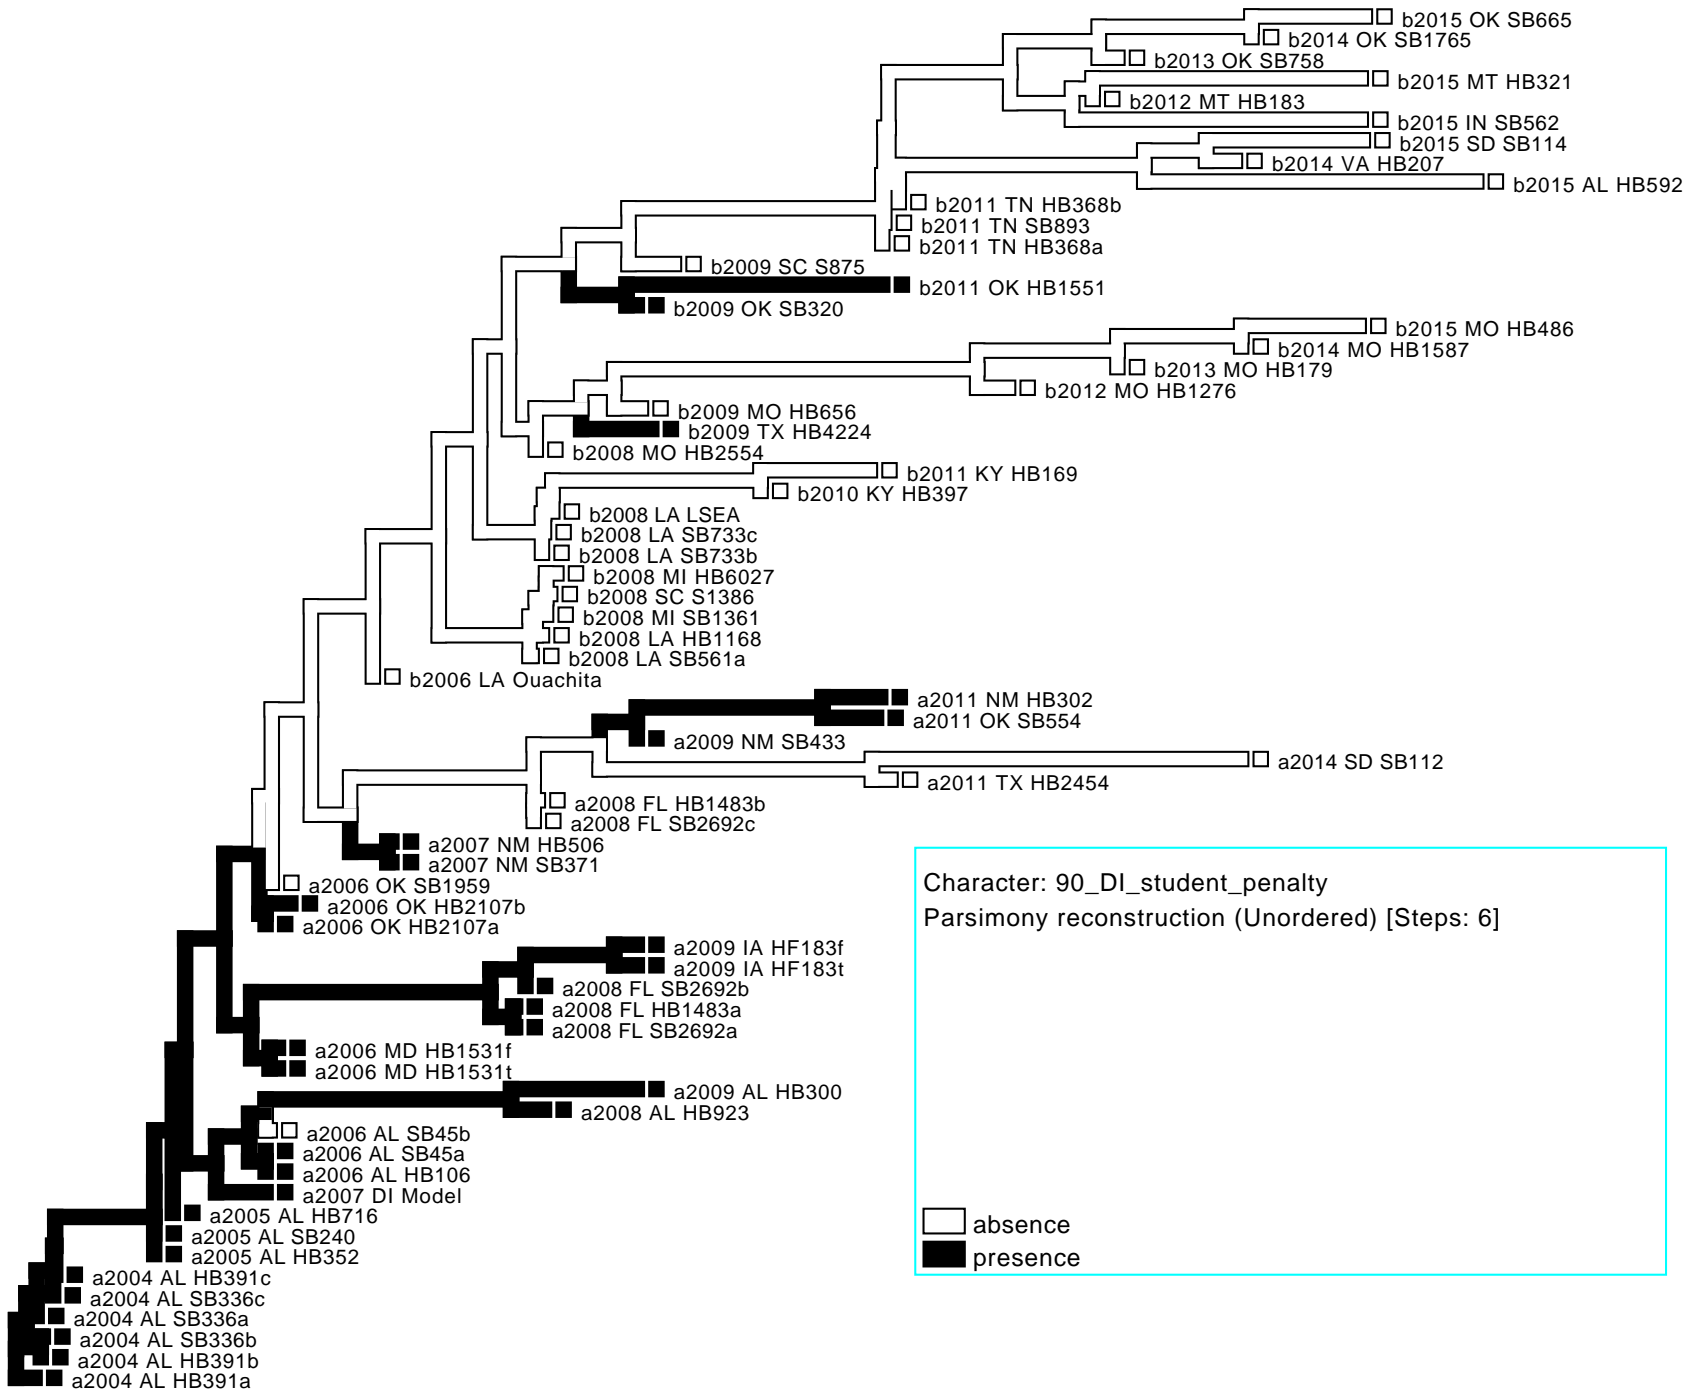 b2015 OK SB665
b2014 OK SB1765
b2013 OK SB758
b2015 MT HB321
b2012 MT HB183
b2015 IN SB562
b2015 SD SB114
b2014 VA HB207
b2015 AL HB592
b2011 TN HB368b
b2011 TN SB893
b2011 TN HB368a
b2009 SC S875
b2011 OK HB1551
b2009 OK SB320
b2015 MO HB486
b2014 MO HB1587
b2013 MO HB179
b2012 MO HB1276
b2009 MO HB656
b2009 TX HB4224
b2008 MO HB2554
b2011 KY HB169
b2010 KY HB397
b2008 LA LSEA
b2008 LA SB733c
b2008 LA SB733b
b2008 MI HB6027
b2008 SC S1386
b2008 MI SB1361
b2008 LA HB1168
b2008 LA SB561a
b2006 LA Ouachita
a2011 NM HB302
a2011 OK SB554
a2009 NM SB433
a2014 SD SB112
a2011 TX HB2454
a2008 FL HB1483b
a2008 FL SB2692c
a2007 NM HB506
a2007 NM SB371
a2006 OK SB1959
a2006 OK HB2107b
a2006 OK HB2107a
a2009 IA HF183f
a2009 IA HF183t
a2008 FL SB2692b
a2008 FL HB1483a
a2008 FL SB2692a
a2006 MD HB1531f
a2006 MD HB1531t
a2009 AL HB300
a2008 AL HB923
a2006 AL SB45b
a2006 AL SB45a
a2006 AL HB106
a2007 DI Model
a2005 AL HB716
a2005 AL SB240
a2005 AL HB352
a2004 AL HB391c
a2004 AL SB336c
a2004 AL SB336a
a2004 AL SB336b
a2004 AL HB391b
a2004 AL HB391a
Character: 90_DI_student_penalty
Parsimony reconstruction (Unordered) [Steps: 6]
absence
presence